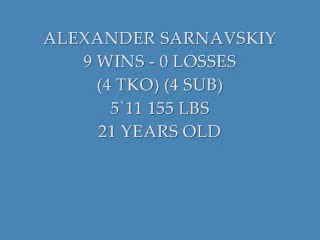 ALEXANDER SARNAVSKIY
9 WINS - 0 LOSSES
(4 TKO) (4 SUB)
5`11 155 LBS
21 YEARS OLD